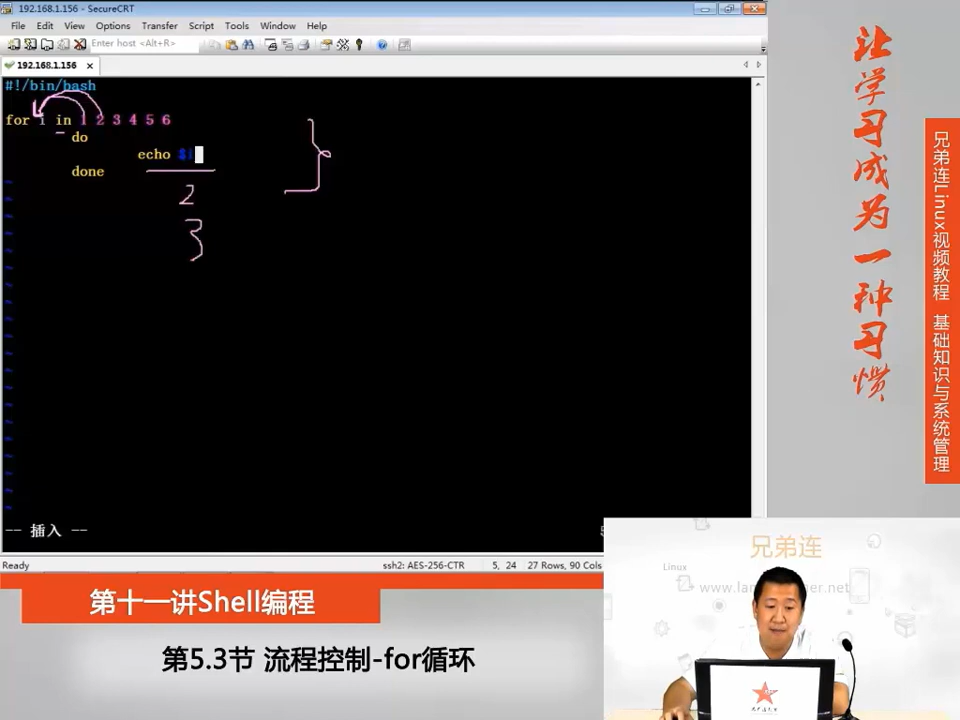 192.168.1.156 - SecureCRT
File Edit View Options Transfer Script Tools Window Help
Enter host <Alt+R>
192.168.1.156
#!/bin/bash
for i in 1 2 3 4 5 6
do
echo $i
done
2
3
-- 插入 --
Ready
ssh2: AES-256-CTR
5, 24
27 Rows, 90 Cols
让学习成为一种习惯
兄弟连Linux视频教程 基础知识与系统管理
第十一讲Shell编程
第5.3节 流程控制-for循环
兄弟连
Linux